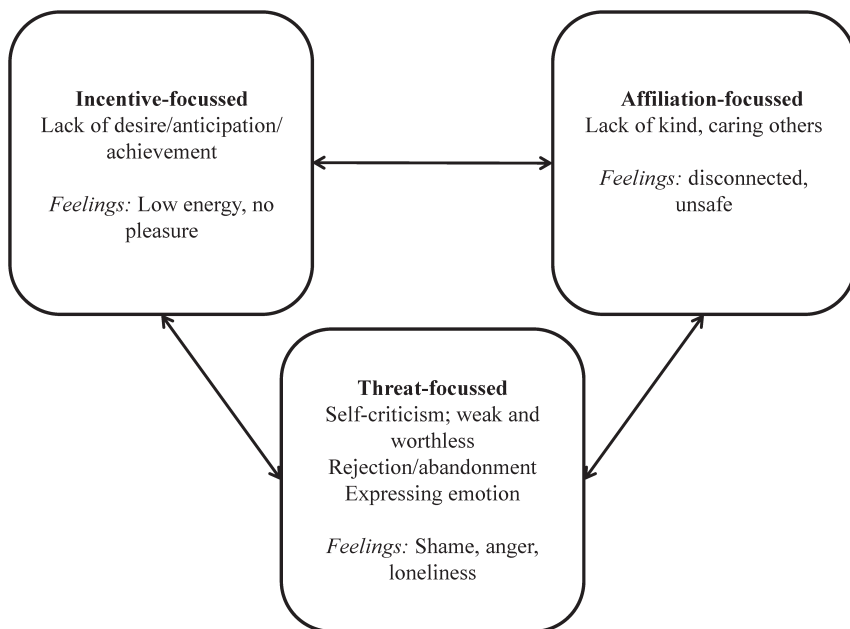 Incentive-focussed
Lack of desire/anticipation/
achievement
Feelings: Low energy, no
pleasure
Affiliation-focussed
Lack of kind, caring others
Feelings: disconnected,
unsafe
Threat-focussed
Self-criticism; weak and
worthless
Rejection/abandonment
Expressing emotion
Feelings: Shame, anger,
loneliness